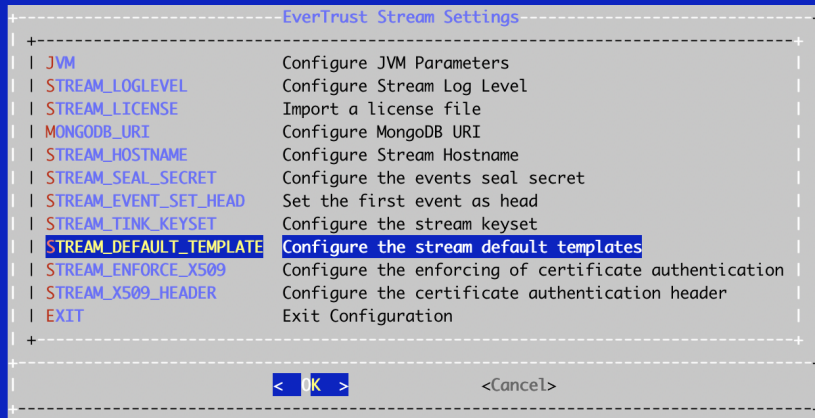 EverTrust Stream Settings
JVM Configure JVM Parameters
STREAM_LOGLEVEL Configure Stream Log Level
STREAM_LICENSE Import a license file
MONGODB_URI Configure MongoDB URI
STREAM_HOSTNAME Configure Stream Hostname
STREAM_SEAL_SECRET Configure the events seal secret
STREAM_EVENT_SET_HEAD Set the first event as head
STREAM_TINK_KEYSET Configure the stream keyset
STREAM_DEFAULT_TEMPLATE Configure the stream default templates
STREAM_ENFORCE_X509 Configure the enforcing of certificate authentication
STREAM_X509_HEADER Configure the certificate authentication header
EXIT Exit Configuration
< OK > <Cancel>